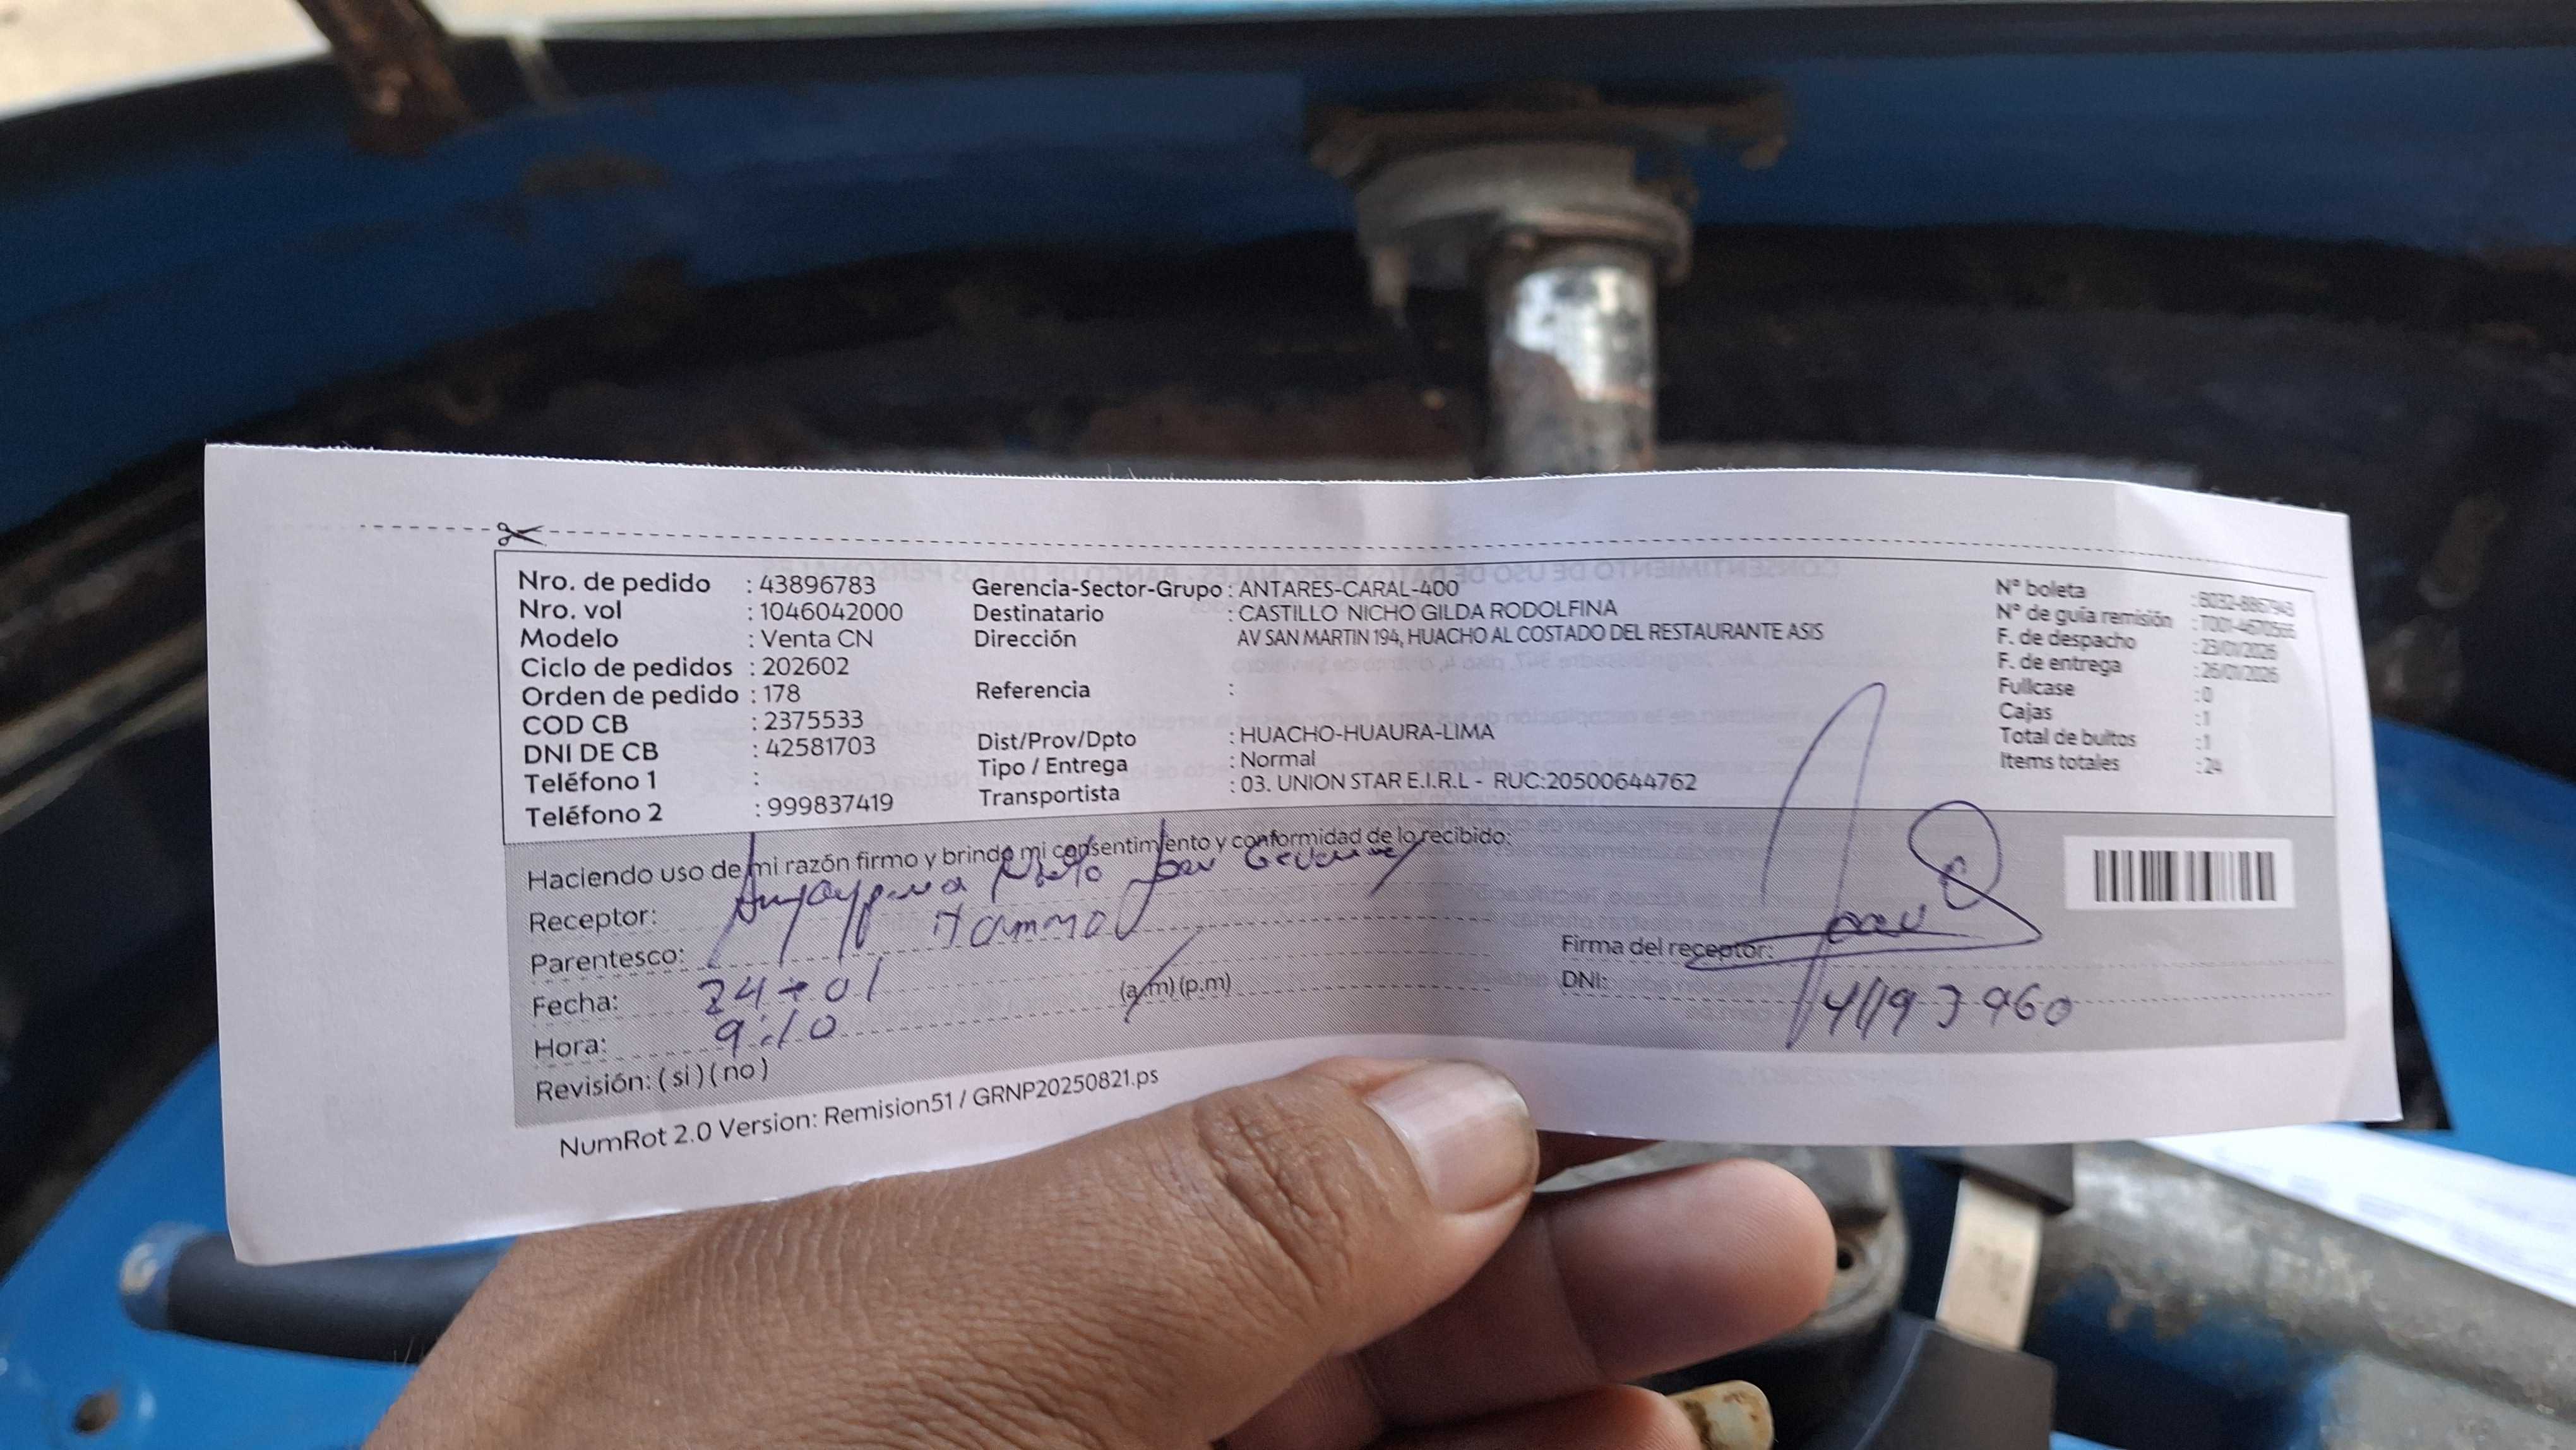 Nro. de pedido : 43896783
Nro. vol : 1046042000
Modelo : Venta CN
Ciclo de pedidos : 202602
Orden de pedido : 178
COD CB : 2375533
DNI DE CB : 42581703
Teléfono 1 :
Teléfono 2 : 999837419
Gerencia-Sector-Grupo : ANTARES-CARAL-400
Destinatario : CASTILLO NICHO GILDA RODOLFINA
Dirección AV SAN MARTIN 194, HUACHO AL COSTADO DEL RESTAURANTE ASIS
Referencia :
Dist/Prov/Dpto : HUACHO-HUAURA-LIMA
Tipo / Entrega : Normal
Transportista : 03. UNION STAR E.I.R.L - RUC:20500644762
N° boleta
N° de guía remisión
F. de despacho : 23/01/2026
F. de entrega : 26/01/2026
Fullcase : 0
Cajas : 1
Total de bultos : 1
Items totales : 24
Haciendo uso de mi razón firmo y brindo mi consentimiento y conformidad de lo recibido:
Receptor:
Parentesco:
Fecha: 24-01
Hora: 9:10 (a.m) (p.m)
Revisión: ( si ) ( no )
Firma del receptor:
DNI:
NumRot 2.0 Version: Remision51 / GRNP20250821.ps